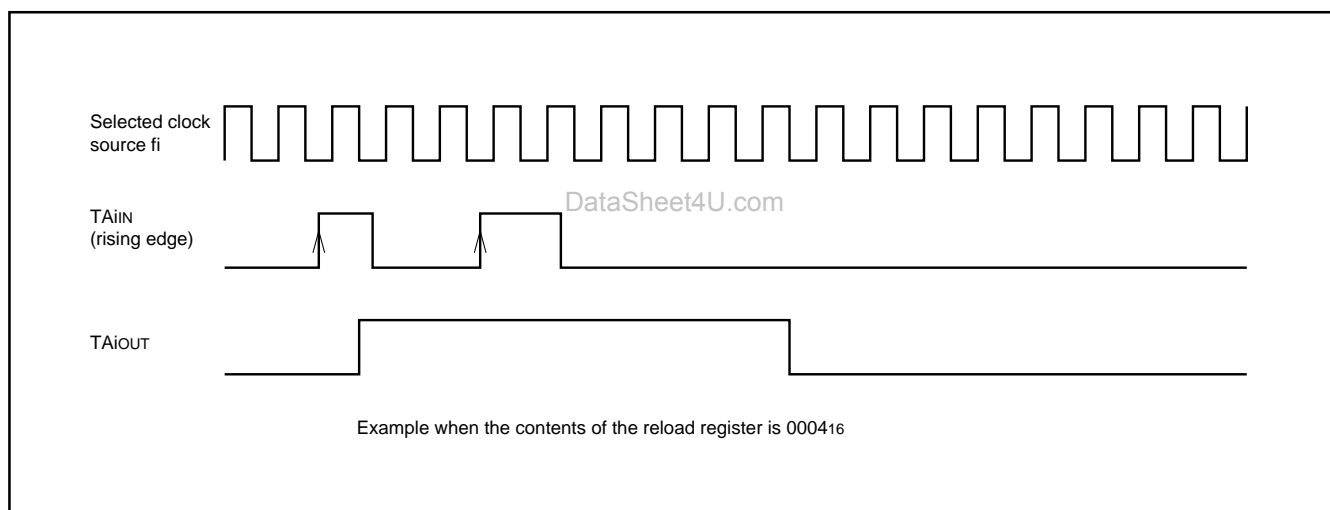 Selected clock
source fi
DataSheet4U.com
TAiIN
(rising edge)
TAiOUT
Example when the contents of the reload register is 000416